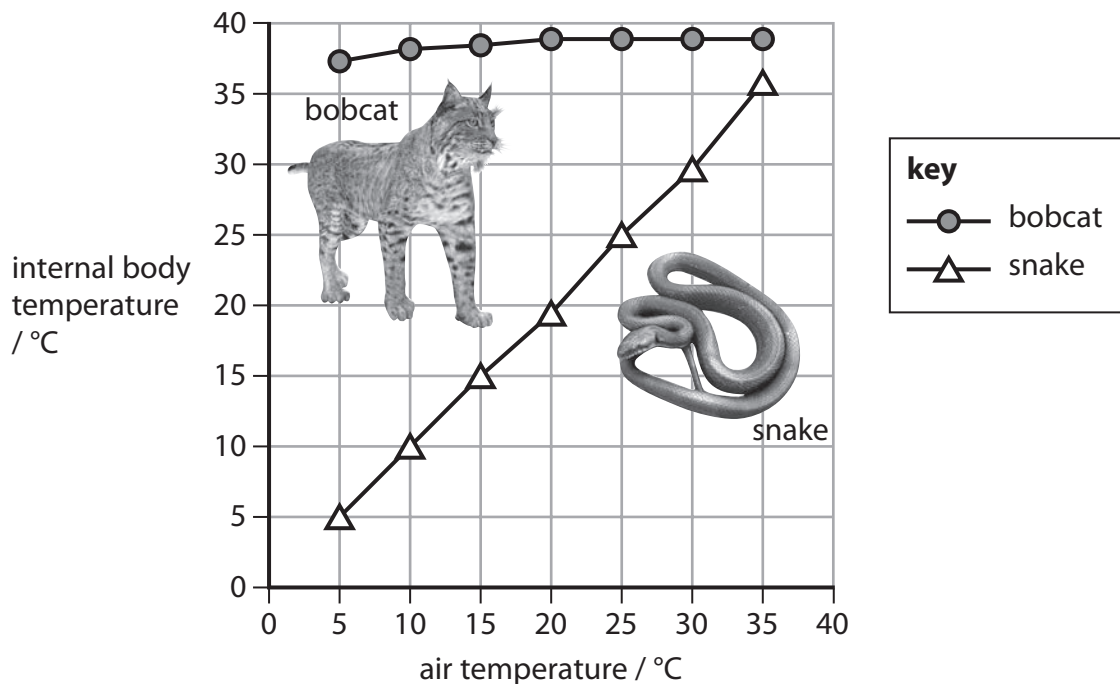 40
35
30
25
20
15
10
5
0
internal body
temperature
/ °C
bobcat
snake
0 5 10 15 20 25 30 35 40
air temperature / °C
key
bobcat
snake